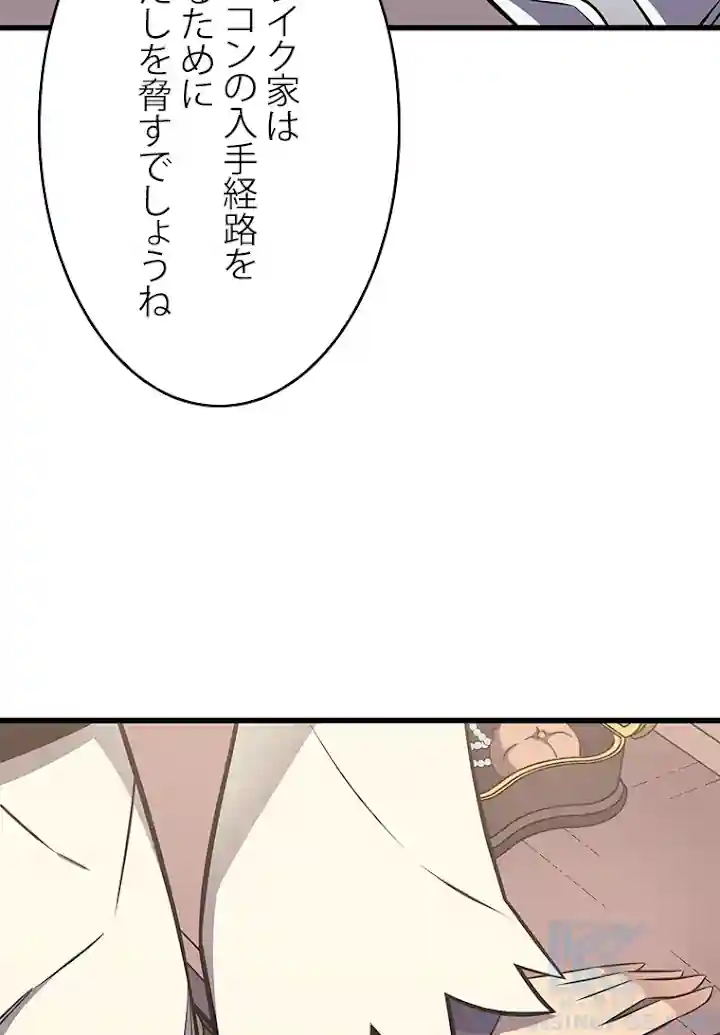 イク家は
コンの入手経路を
るために
たしを脅すでしょうね